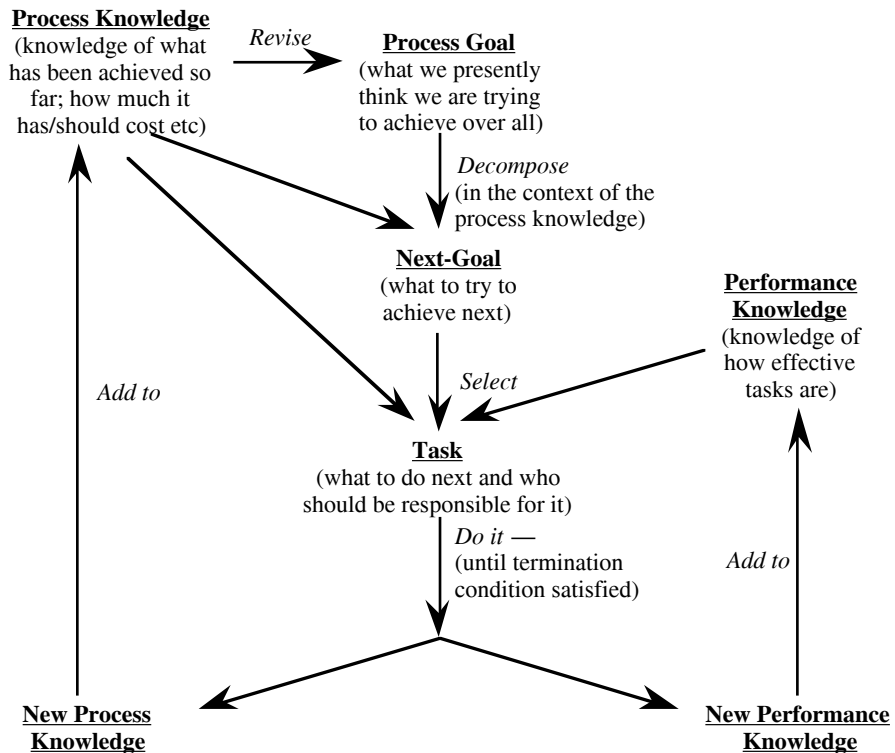 Process Knowledge
(knowledge of what
has been achieved so
far; how much it
has/should cost etc)
Revise
Process Goal
(what we presently
think we are trying
to achieve over all)
Decompose
(in the context of the
process knowledge)
Next-Goal
(what to try to
achieve next)
Performance
Knowledge
(knowledge of
how effective
tasks are)
Add to
Select
Task
(what to do next and who
should be responsible for it)
Do it —
(until termination
condition satisfied)
Add to
New Process
Knowledge
New Performance
Knowledge